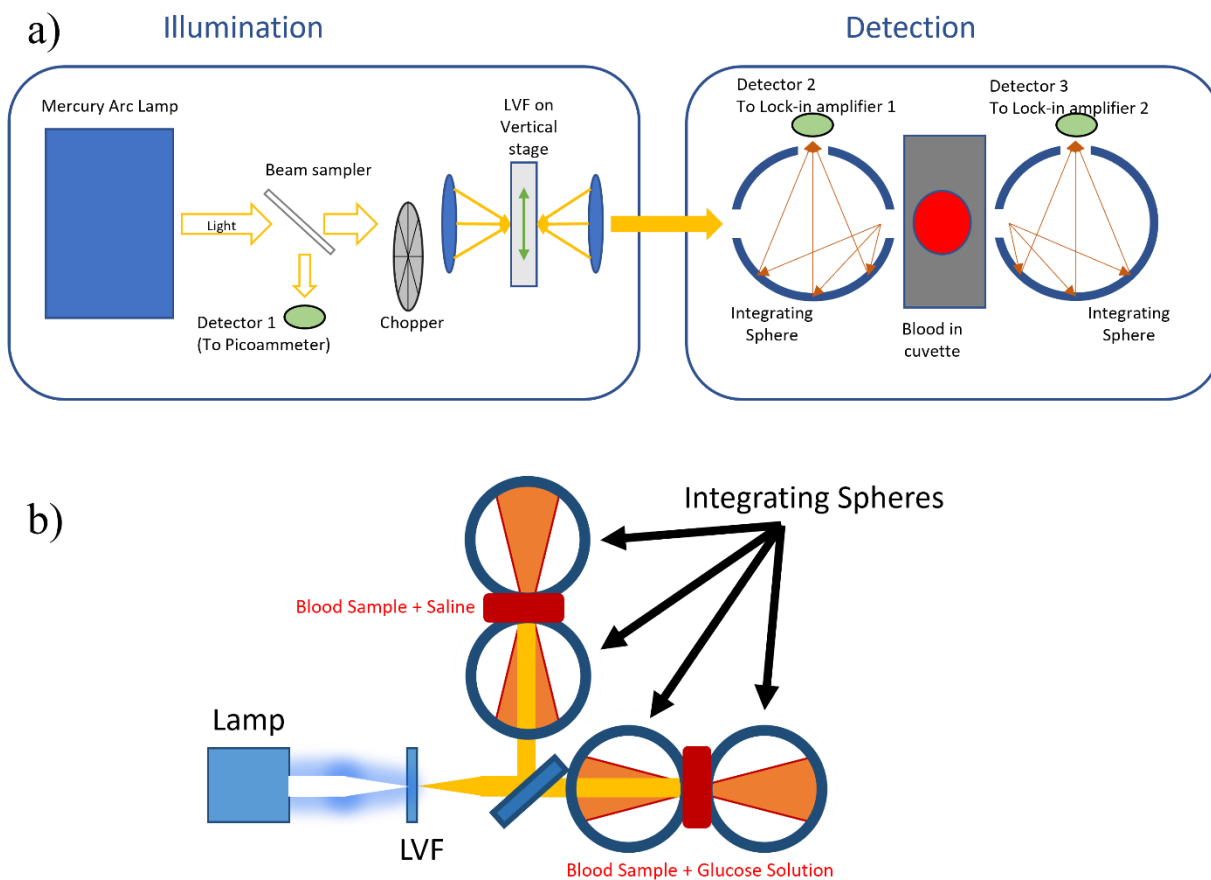 a)
Illumination
Detection
Mercury Arc Lamp
Light
Beam sampler
Detector 1
(To Picoammeter)
Chopper
LVF on
Vertical
stage
Detector 2
To Lock-in amplifier 1
Detector 3
To Lock-in amplifier 2
Integrating
Sphere
Blood in
cuvette
Integrating
Sphere
b)
Integrating Spheres
Blood Sample + Saline
Lamp
LVF
Blood Sample + Glucose Solution